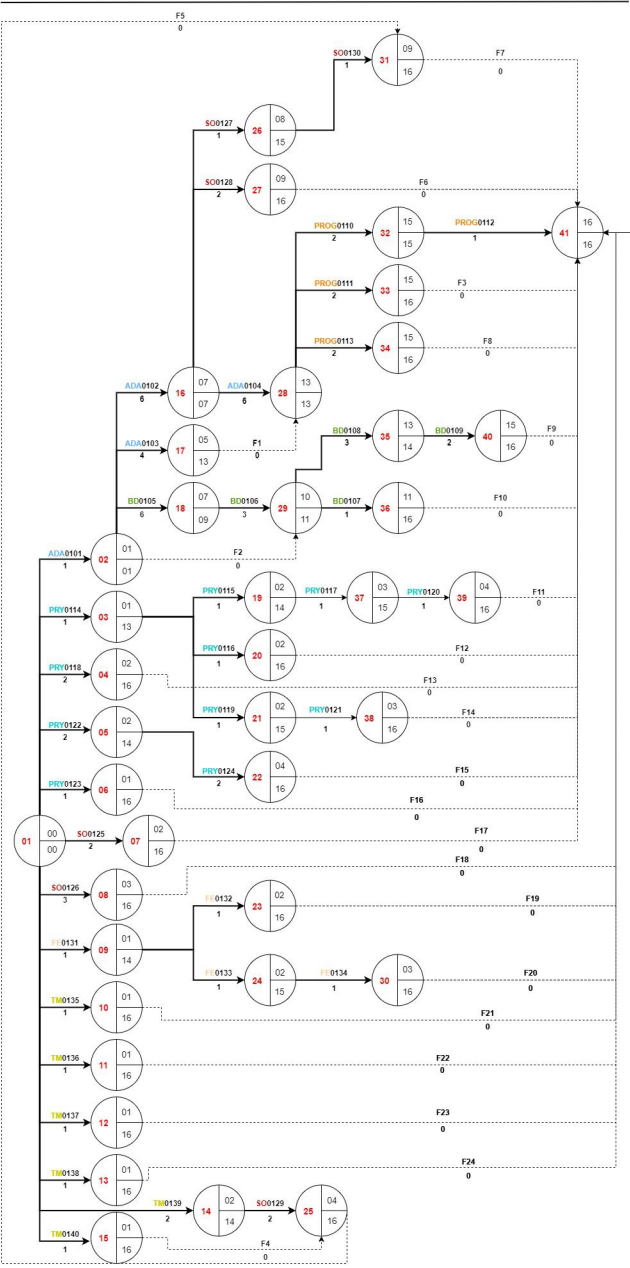 F5
0
SO0130
1
31
09
16
F7
0
SO0127
1
26
08
15
SO0128
2
27
09
16
F6
0
PROG0110
2
32
15
15
PROG0112
1
41
16
16
PROG0111
2
33
15
16
F3
0
PROG0113
2
34
15
16
F8
0
ADA0102
6
16
07
07
ADA0104
6
28
13
13
ADA0103
4
17
05
13
F1
0
BD0108
3
35
13
14
BD0109
2
40
15
16
F9
0
BD0105
6
18
07
09
BD0106
3
29
10
11
BD0107
1
36
11
16
F10
0
ADA0101
1
02
01
01
F2
0
PRY0114
1
03
01
13
PRY0115
1
19
02
14
PRY0117
1
37
03
15
PRY0120
1
39
04
16
F11
0
PRY0116
1
20
02
16
F12
0
PRY0118
2
04
02
16
F13
0
PRY0119
1
21
02
15
PRY0121
1
38
03
16
F14
0
PRY0122
2
05
02
14
PRY0124
2
22
04
16
F15
0
PRY0123
1
06
01
16
F16
0
01
00
00
SO0125
2
07
02
16
F17
0
SO0126
3
08
03
16
F18
0
FE0132
1
23
02
16
F19
0
FE0131
1
09
01
14
FE0133
1
24
02
15
FE0134
1
30
03
16
F20
0
TM0135
1
10
01
16
F21
0
TM0136
1
11
01
16
F22
0
TM0137
1
12
01
16
F23
0
TM0138
1
13
01
16
F24
0
TM0139
2
14
02
14
SO0129
2
25
04
16
TM0140
1
15
01
16
F4
0